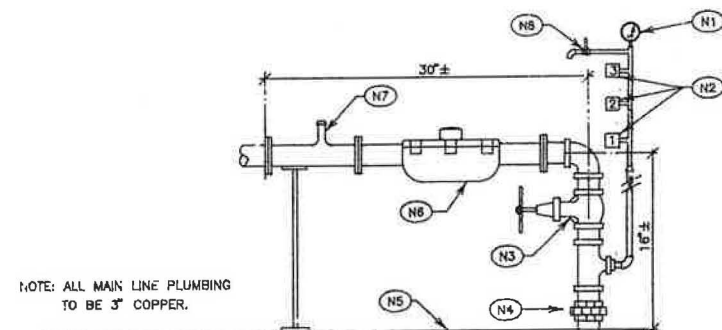 N8
N1
30"±
3
N7
N2
2
1
N6
16"±
N3
NOTE: ALL MAIN LINE PLUMBING
TO BE 3" COPPER.
N5
N4